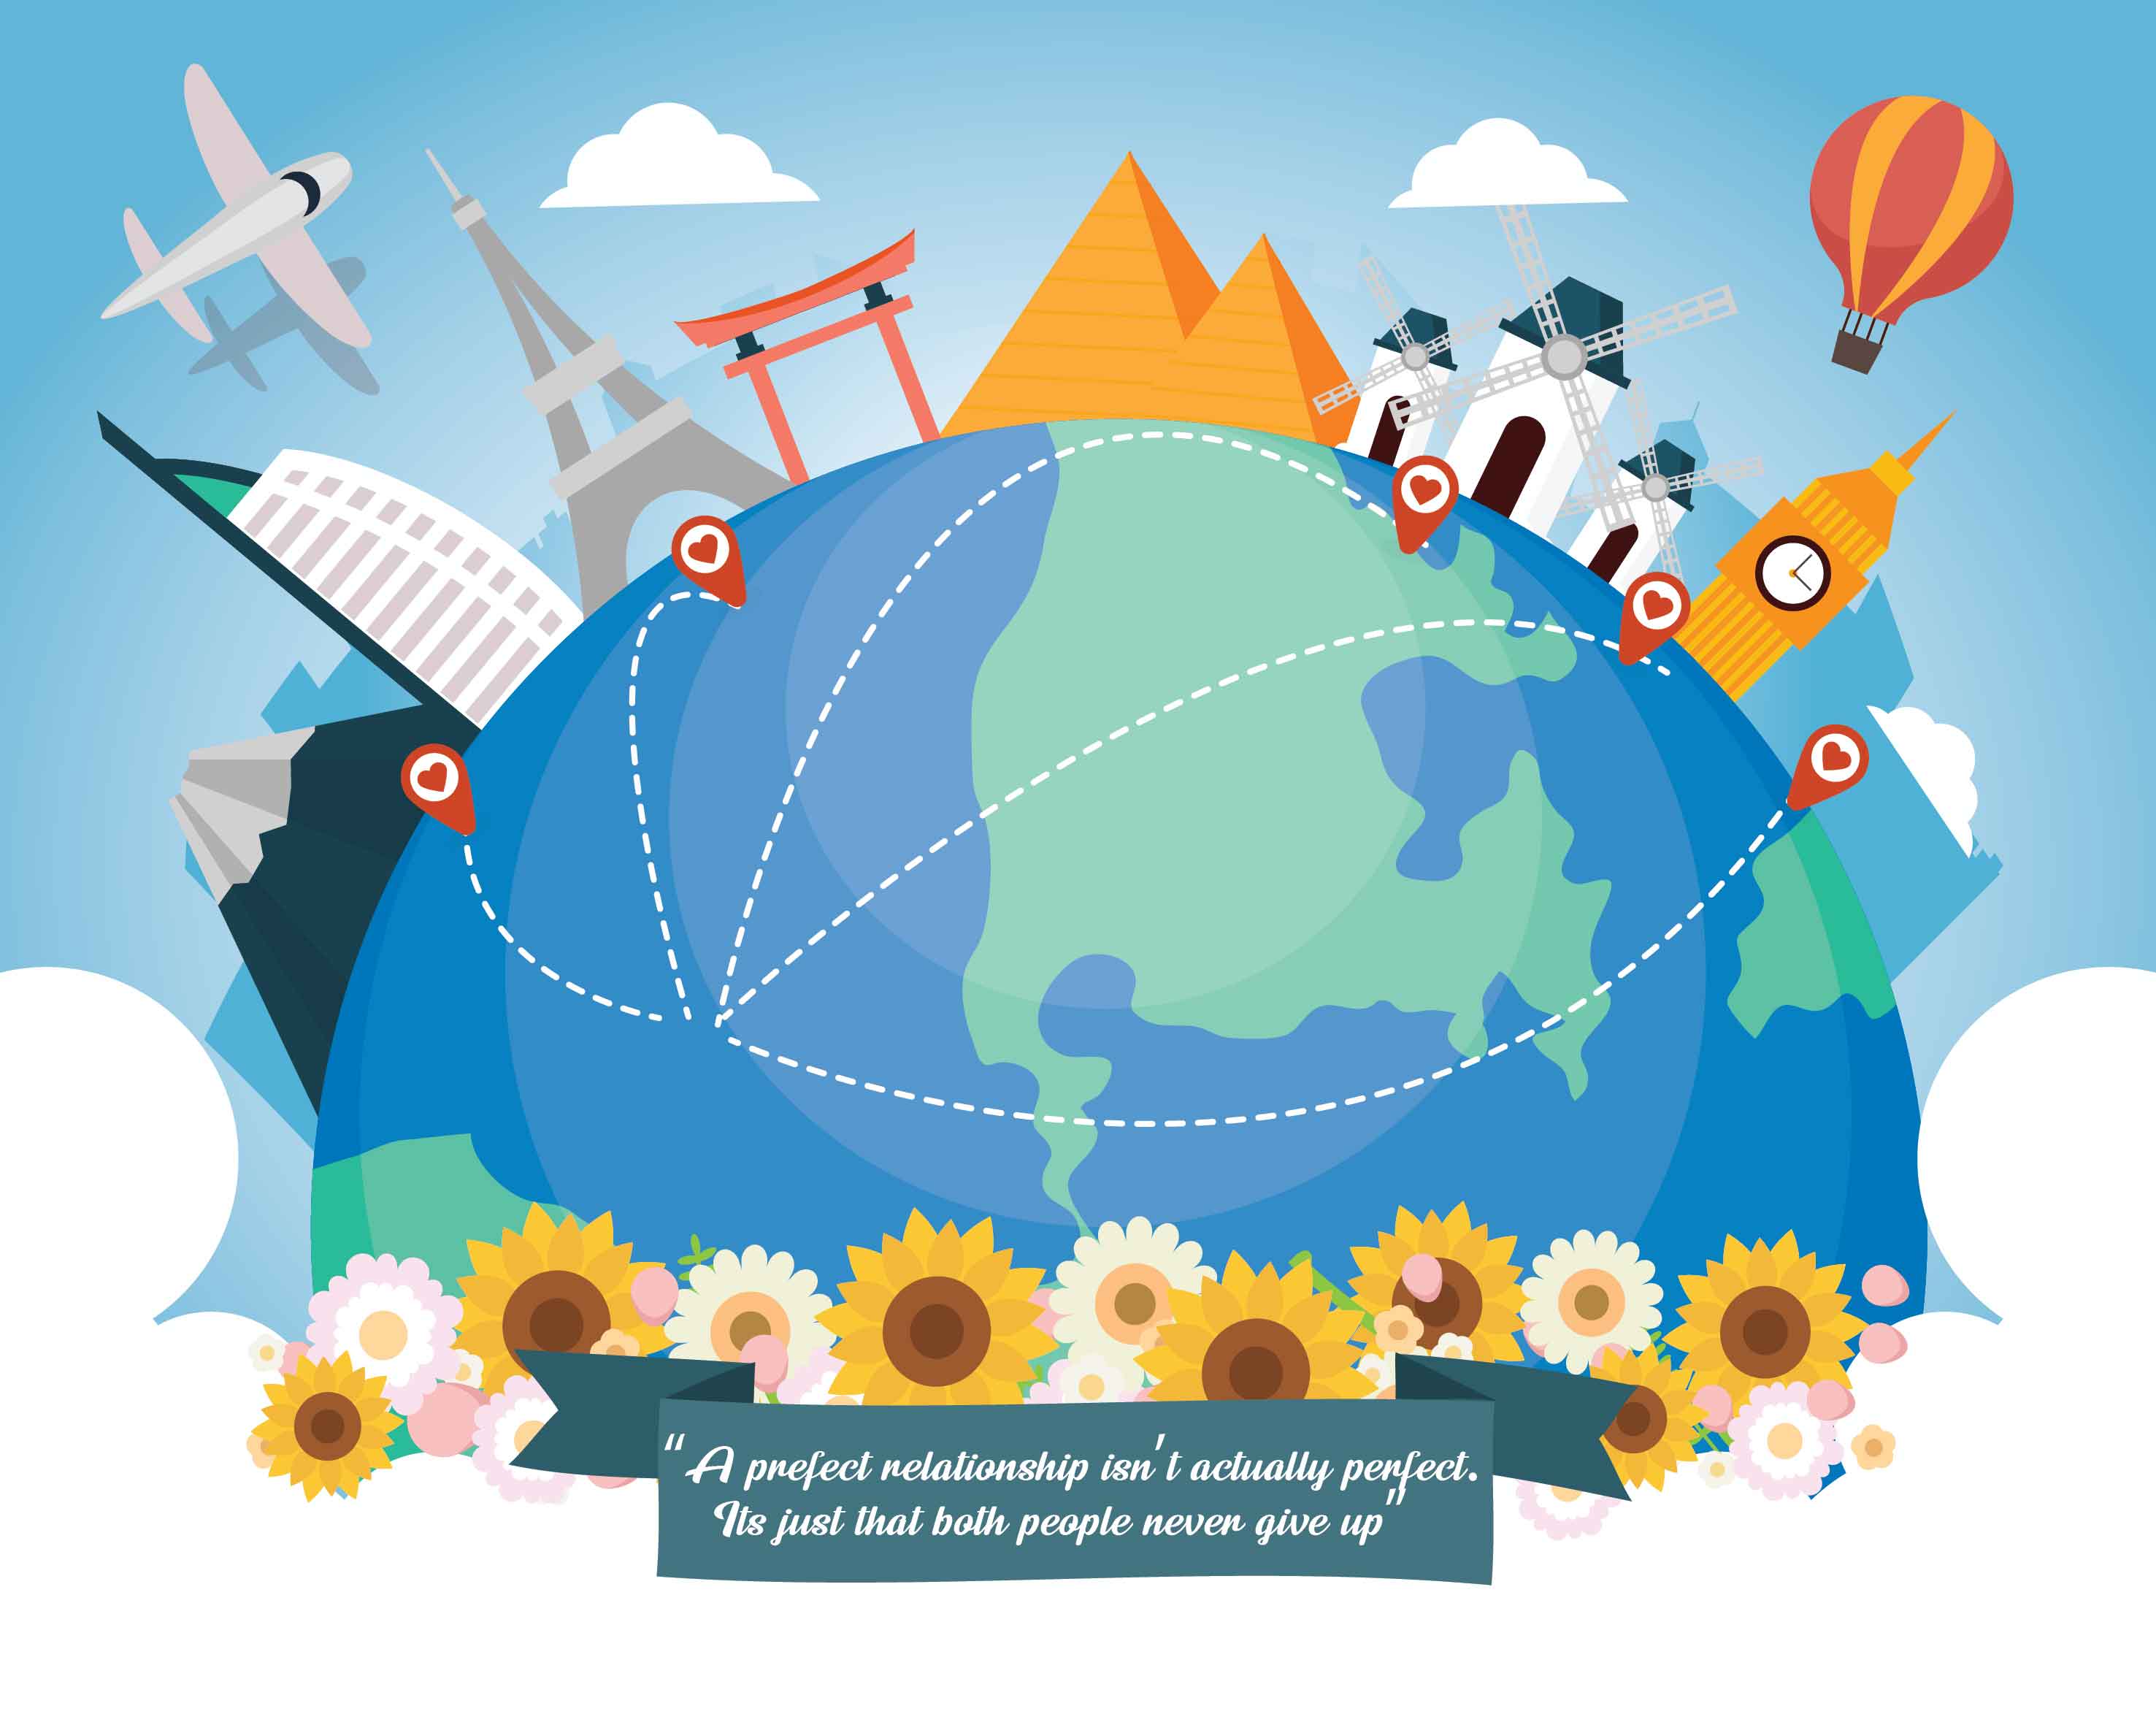 “ A prefect relationship isn't actually perfect.
Its just that both people never give up”